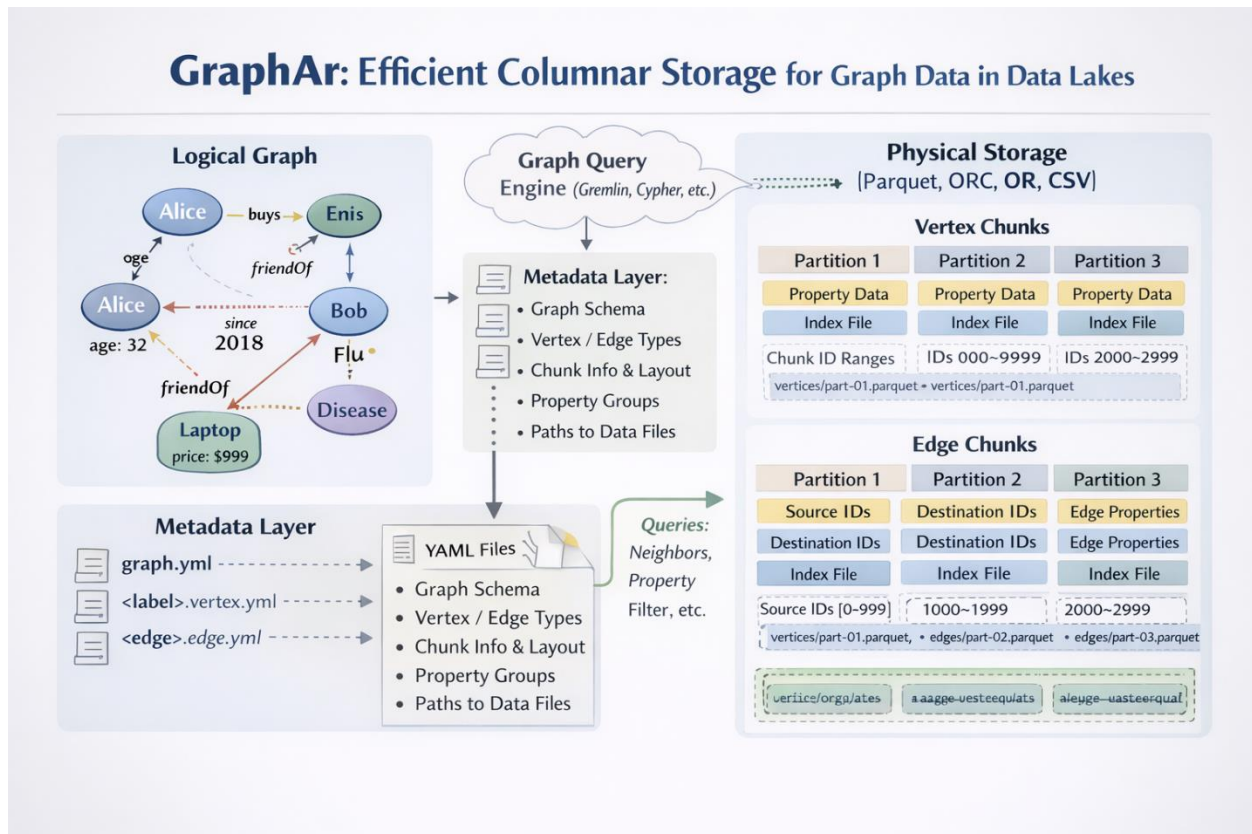 GraphAr: Efficient Columnar Storage for Graph Data in Data Lakes
Logical Graph
Alice
buys
Enis
oge
friendOf
Alice
Bob
since
2018
age: 32
Flu
friendOf
Disease
Laptop
price: $999
Graph Query
Engine (Gremlin, Cypher, etc.)
Metadata Layer:
• Graph Schema
• Vertex / Edge Types
• Chunk Info & Layout
• Property Groups
• Paths to Data Files
Metadata Layer
graph.yml
<label>.vertex.yml
<edge>.edge.yml
YAML Files
• Graph Schema
• Vertex / Edge Types
• Chunk Info & Layout
• Property Groups
• Paths to Data Files
Queries:
Neighbors,
Property
Filter, etc.
Physical Storage
[Parquet, ORC, OR, CSV]
Vertex Chunks
Partition 1 Partition 2 Partition 3
Property Data Property Data Property Data
Index File Index File Index File
Chunk ID Ranges IDs 000~9999 IDs 2000~2999
vertices/part-01.parquet • vertices/part-01.parquet
Edge Chunks
Partition 1 Partition 2 Partition 3
Source IDs Destination IDs Edge Properties
Destination IDs Destination IDs Edge Properties
Index File Index File Index File
Source IDs [0~999] 1000~1999 2000~2999
vertices/part-01.parquet, • edges/part-02.parquet • edges/part-03.parquet